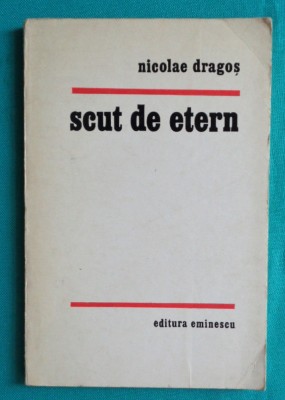 nicolae dragoș
scut de etern
editura eminescu